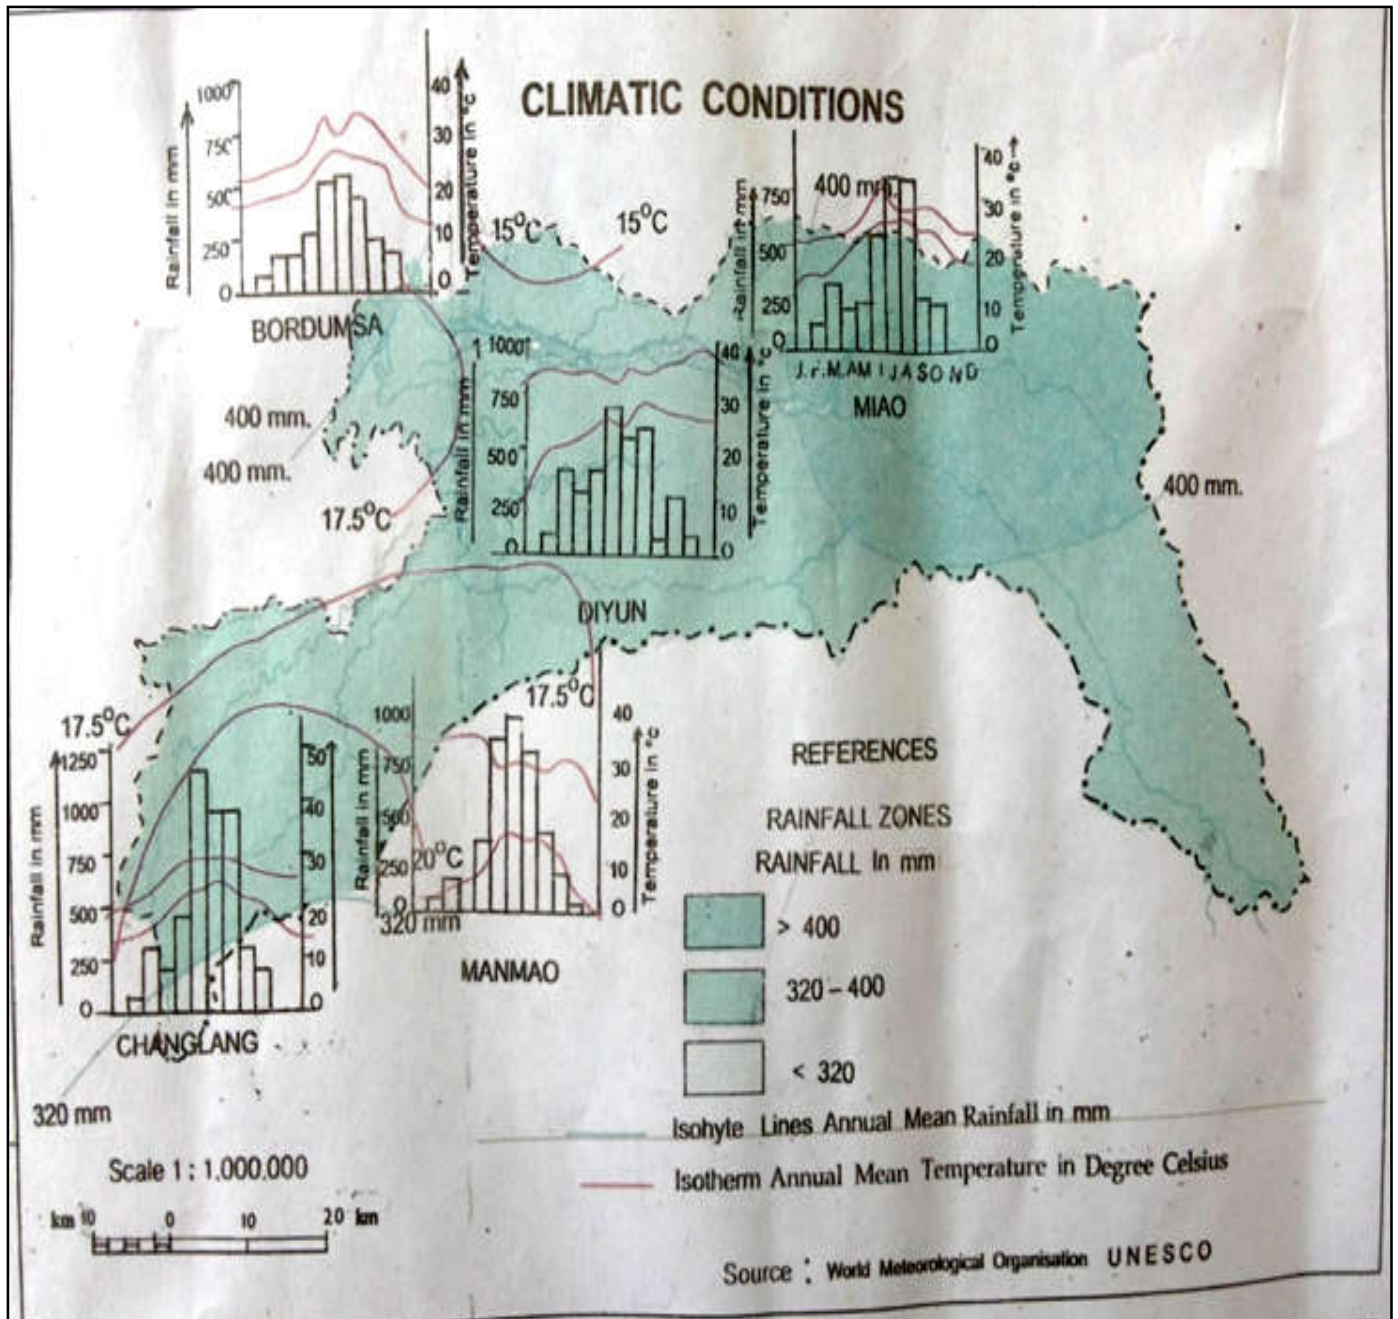 CLIMATIC CONDITIONS
1000
750
500
250
0
Rainfall in mm
40
30
20
10
0
Temperature in °c
BORDUMSA
15°C
15°C
400 mm.
750
500
250
0
Rainfall in mm
40
30
20
10
0
Temperature in °c
MIAO
400 mm.
400 mm.
17.5°C
1000
750
500
250
0
Rainfall in mm
40
30
20
10
0
Temperature in °c
DIYUN
400 mm.
17.5°C
17.5°C
1250
1000
750
500
250
0
Rainfall in mm
50
40
30
20
10
0
CHANGLANG
320 mm
1000
750
500
250
0
Rainfall in mm
40
30
20
10
0
Temperature in °c
20°C
320 mm
MANMAO
REFERENCES
RAINFALL ZONES
RAINFALL In mm
> 400
320 – 400
< 320
Isohyte Lines Annual Mean Rainfall in mm
Isotherm Annual Mean Temperature in Degree Celsius
Scale 1 : 1.000.000
km 10 0 10 20 km
Source : World Meteorological Organisation UNESCO